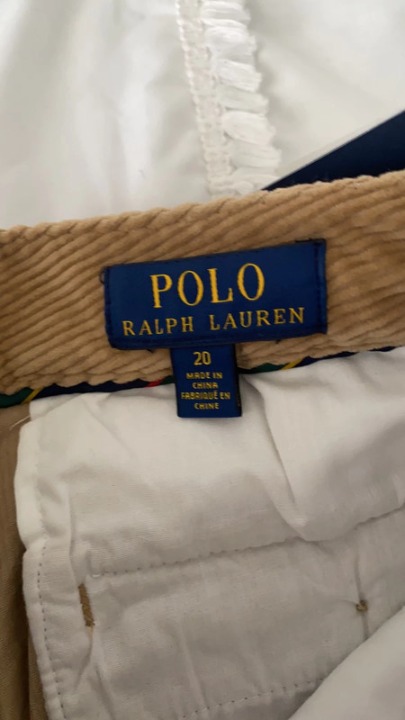 POLO
RALPH LAUREN
20
MADE IN
CHINA
FABRIQUÉ EN
CHINE